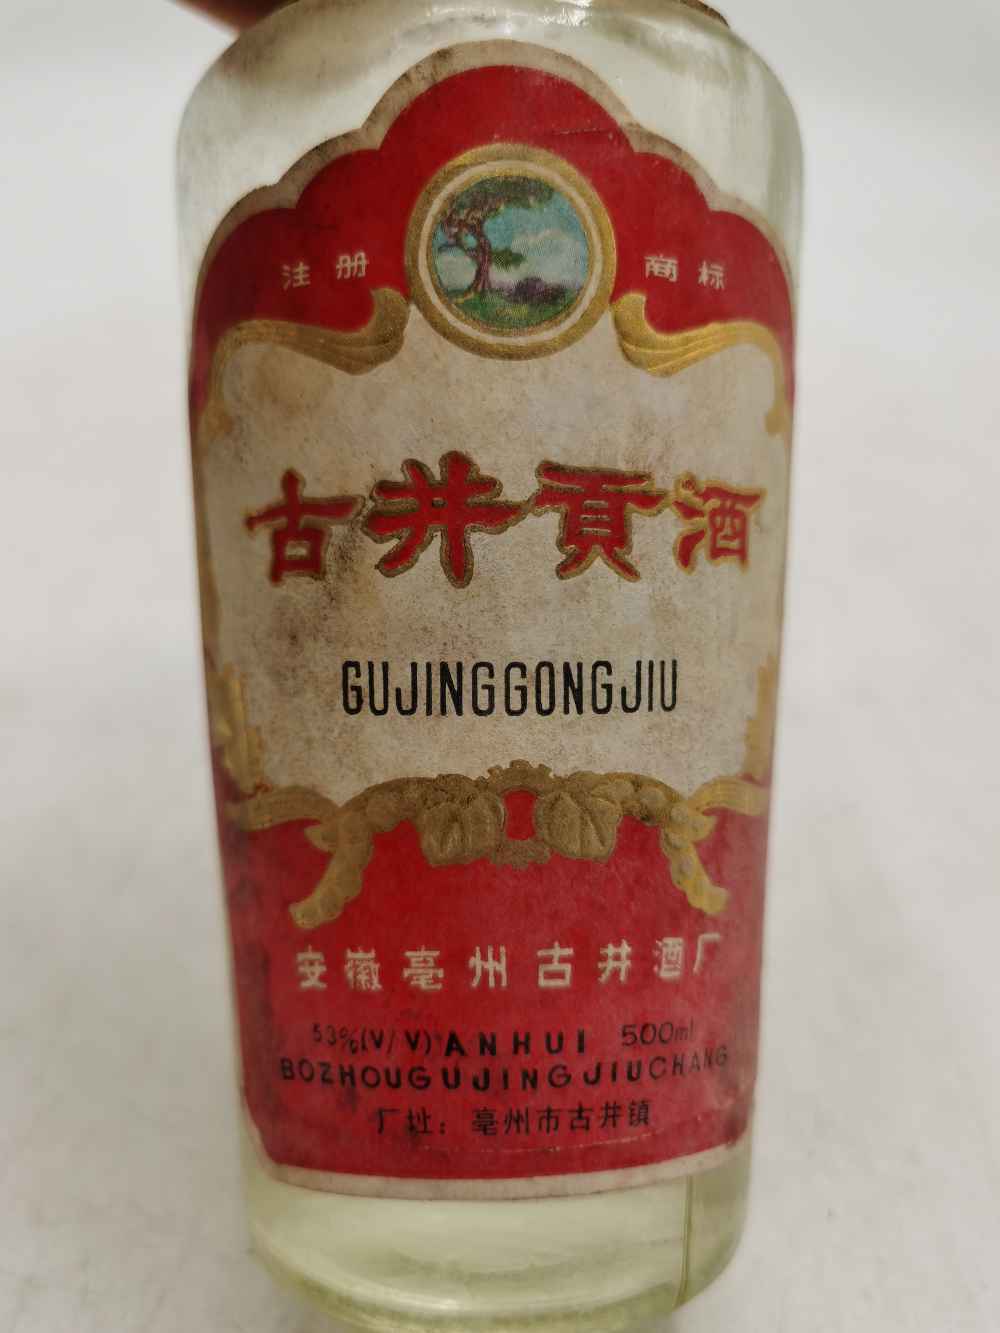 注册 商标
古井贡酒
GUJINGGONGJIU
安徽亳州古井酒厂
53%(V/V) ANHUI 500ml
BOZHOUGUJINGJIUCHANG
厂址：亳州市古井镇